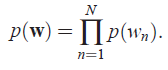 p(𝐰) = ∏_{n=1}^{N} p(w_n).